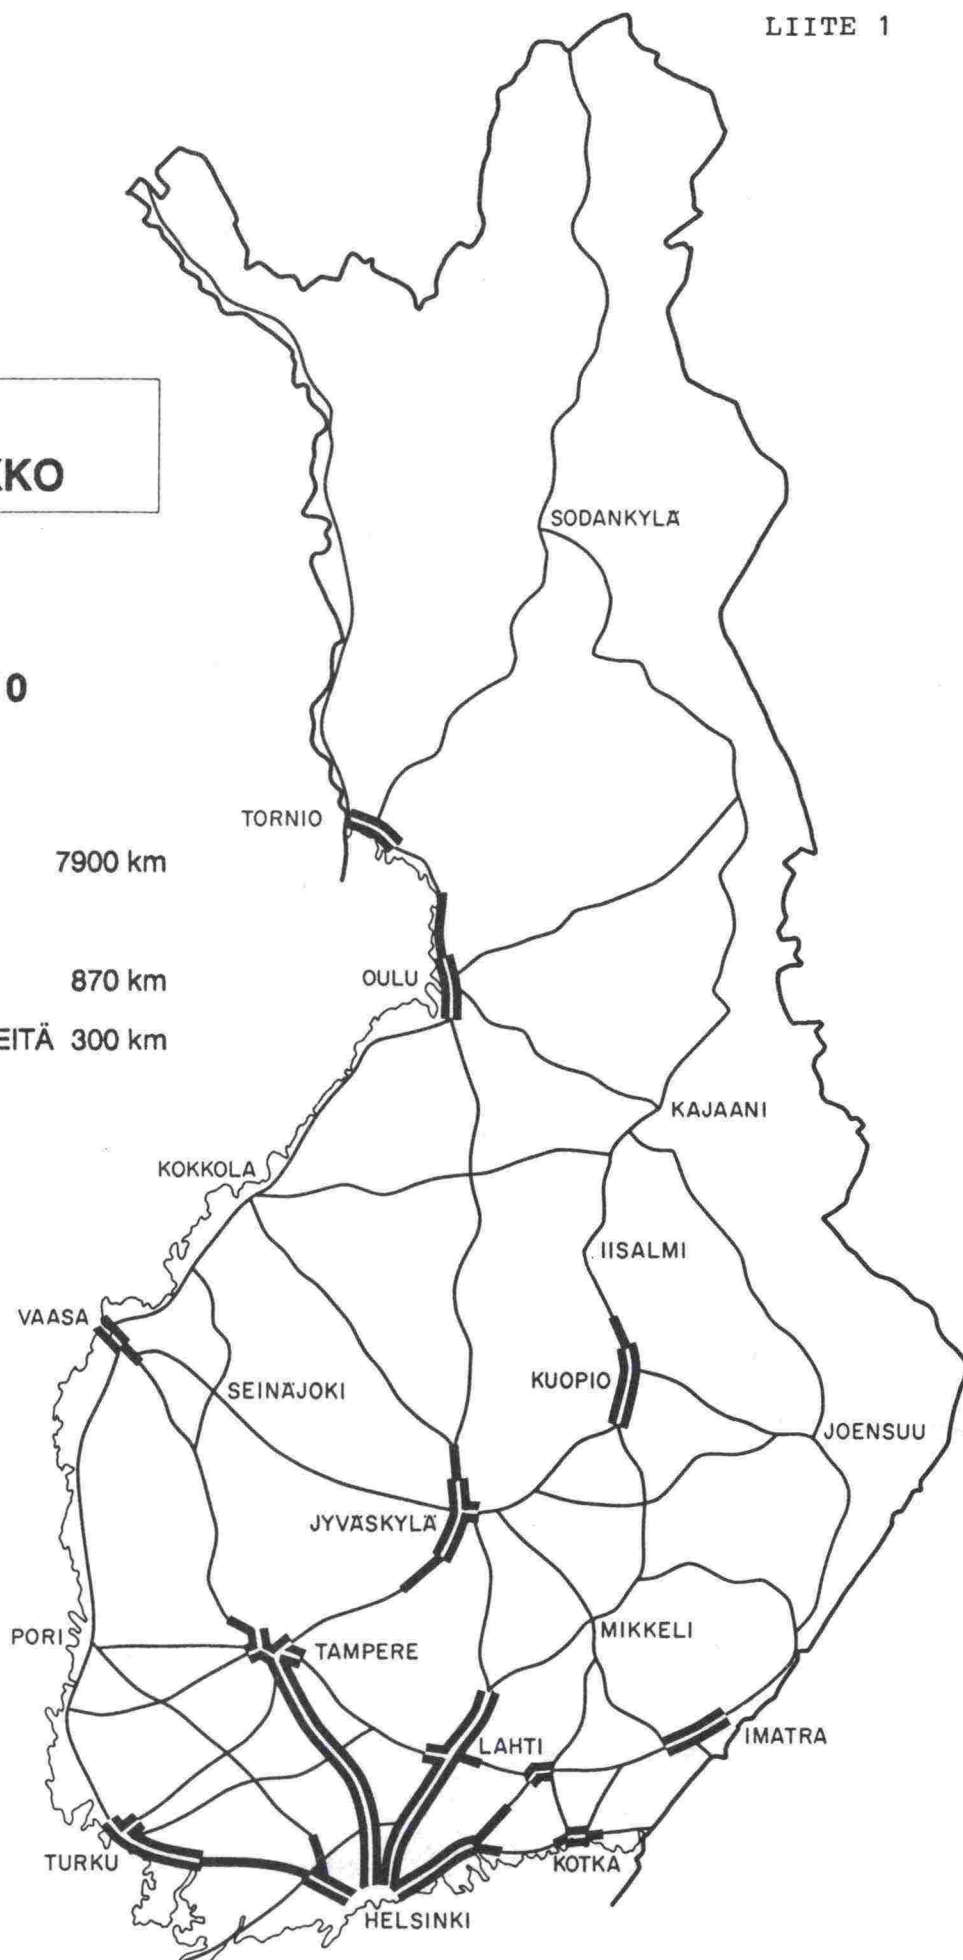 LIITE 1
KKO
0
7900 km
870 km
EITÄ 300 km
SODANKYLÄ
TORNIO
OULU
KAJAANI
KOKKOLA
IISALMI
VAASA
SEINÄJOKI
KUOPIO
JOENSUU
JYVÄSKYLÄ
PORI
TAMPERE
MIKKELI
LAHTI
IMATRA
TURKU
KOTKA
HELSINKI